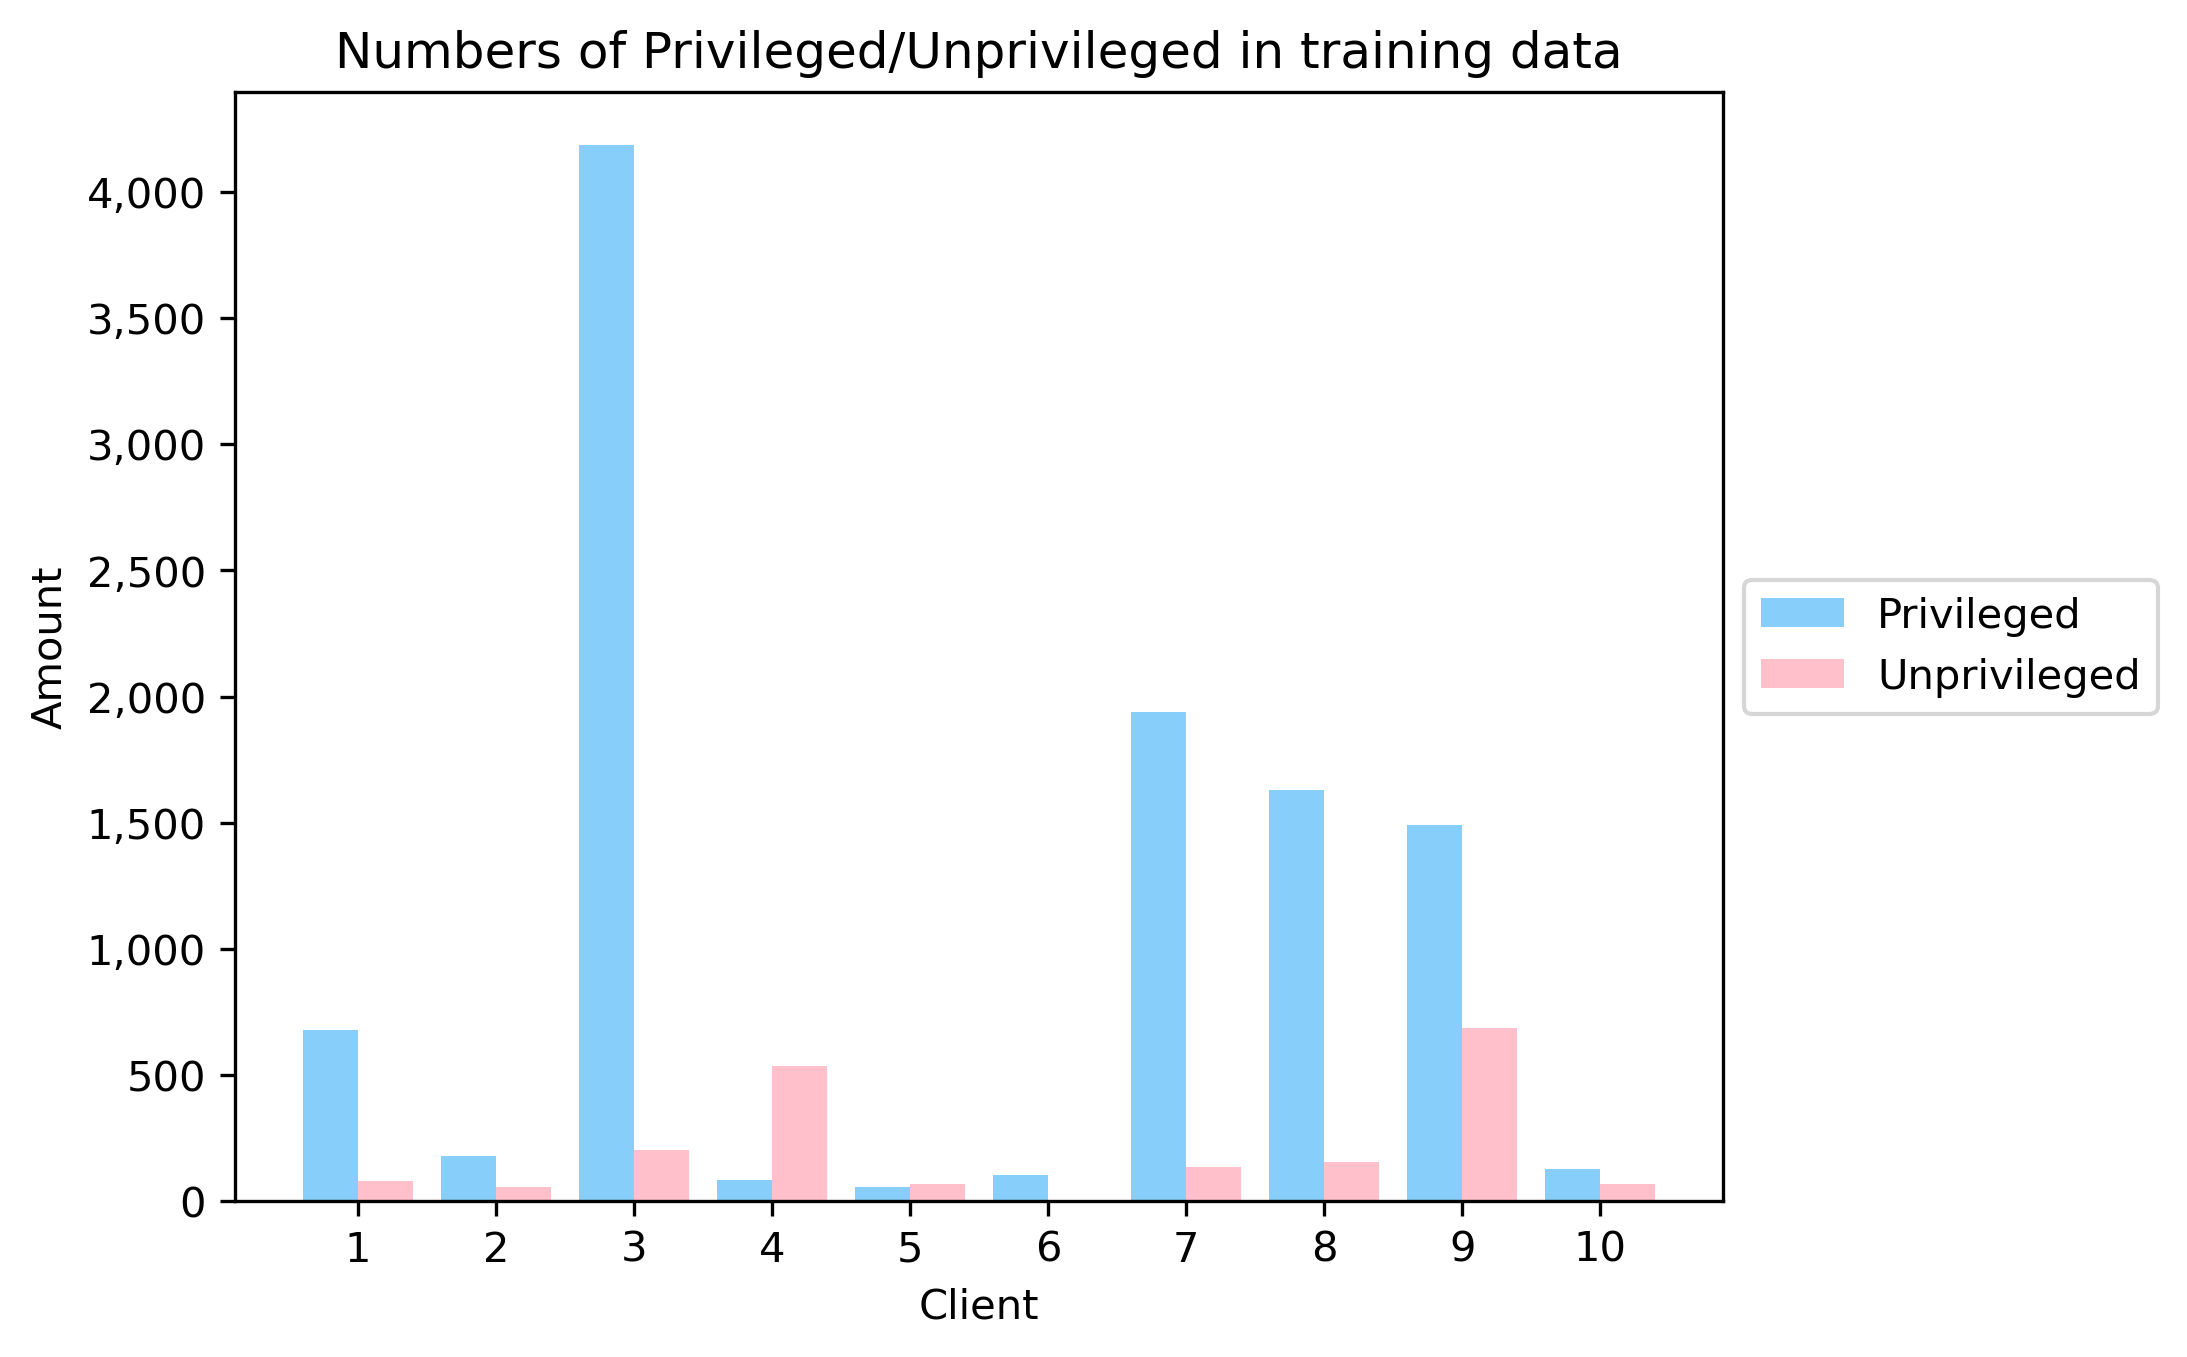 Numbers of Privileged/Unprivileged in training data
Amount
4,000
3,500
3,000
2,500
2,000
1,500
1,000
500
0
1 2 3 4 5 6 7 8 9 10
Client
Privileged
Unprivileged